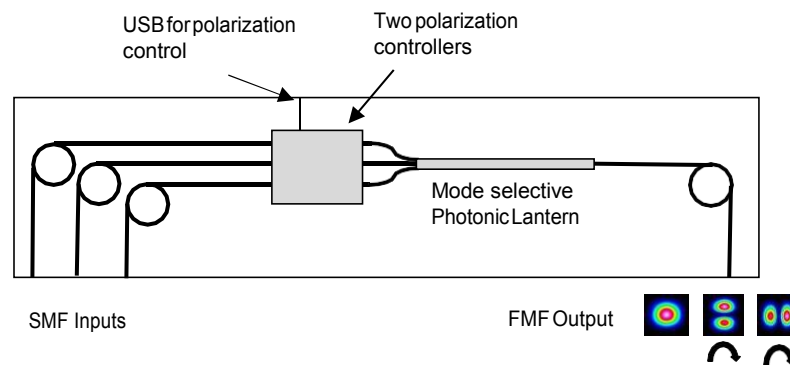 USB for polarization
control
Two polarization
controllers
Mode selective
Photonic Lantern
SMF Inputs
FMF Output